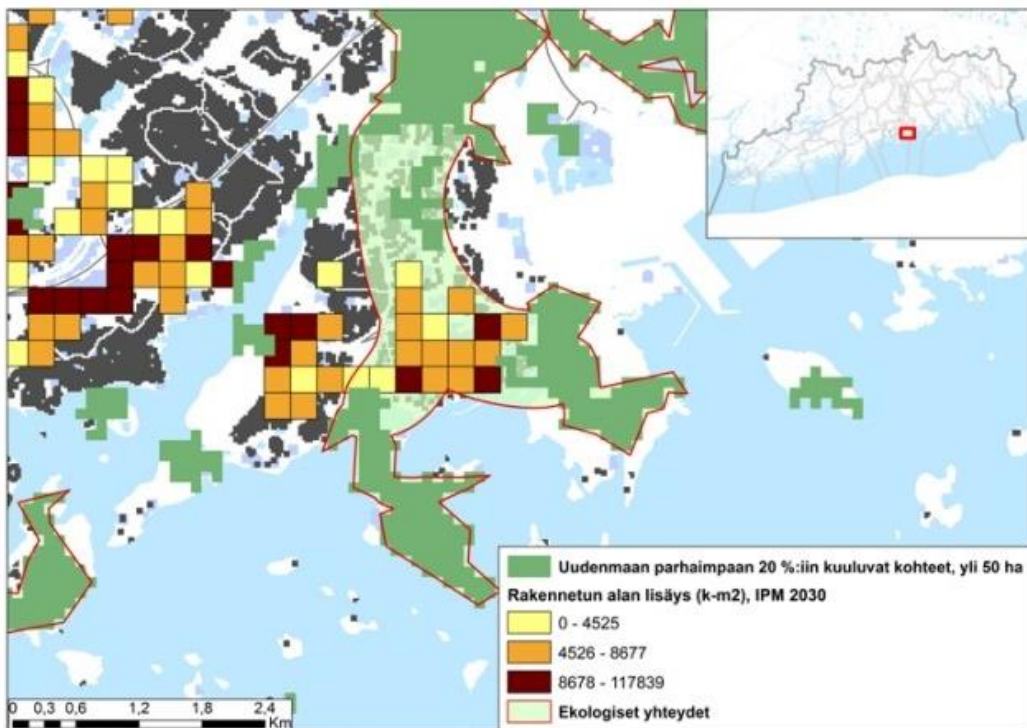 Uudenmaan parhaimpaan 20 %:iin kuuluvat kohteet, yli 50 ha
Rakennetun alan lisäys (k-m2), IPM 2030
0 - 4525
4526 - 8677
8678 - 117839
Ekologiset yhteydet
0 0,3 0,6 1,2 1,8 2,4
Km